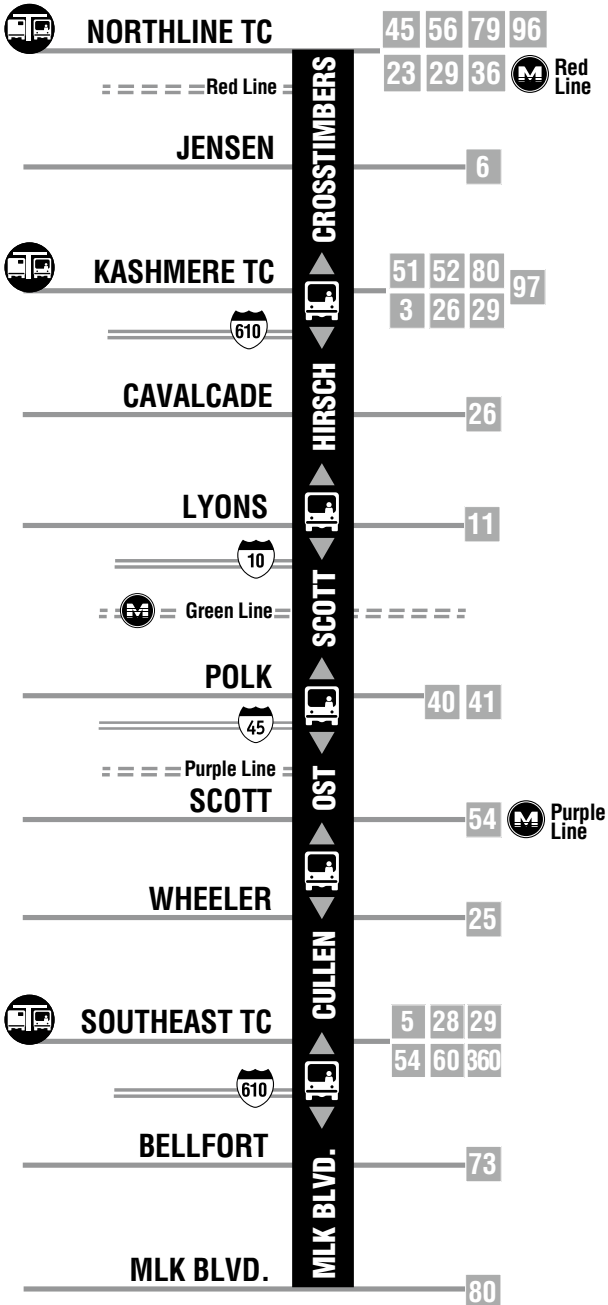 NORTHLINE TC
45 56 79 96
23 29 36 M Red Line
Red Line
CROSSTIMBERS
JENSEN
6
KASHMERE TC
51 52 80
97
3 26 29
610
HIRSCH
CAVALCADE
26
LYONS
11
10
SCOTT
M Green Line
POLK
40 41
45
Purple Line
OST
SCOTT
54 M Purple Line
WHEELER
25
CULLEN
SOUTHEAST TC
5 28 29
54 60 360
610
BELLFORT
73
MLK BLVD.
MLK BLVD.
80